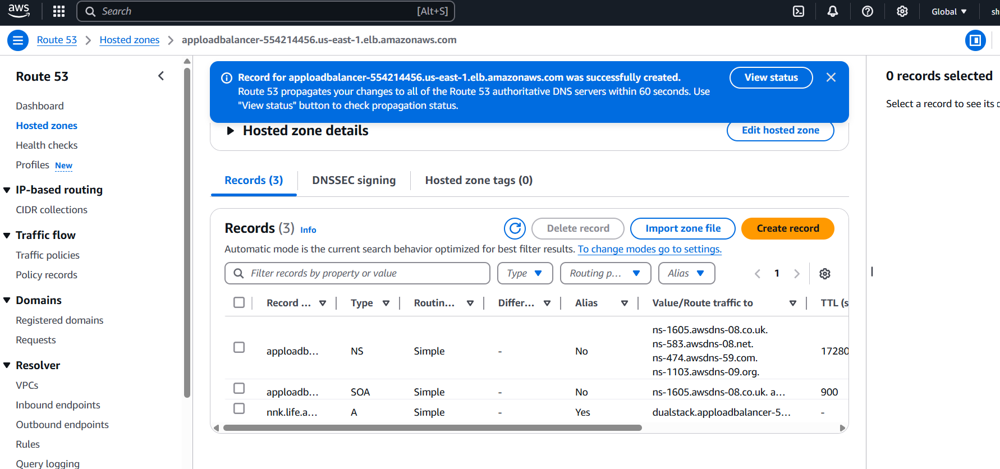 aws
Search
[Alt+S]
Global
sh
Route 53
Hosted zones
apploadbalancer-554214456.us-east-1.elb.amazonaws.com
Route 53
Dashboard
Hosted zones
Health checks
Profiles New
IP-based routing
CIDR collections
Traffic flow
Traffic policies
Policy records
Domains
Registered domains
Requests
Resolver
VPCs
Inbound endpoints
Outbound endpoints
Rules
Query logging
Record for apploadbalancer-554214456.us-east-1.elb.amazonaws.com was successfully created.
Route 53 propagates your changes to all of the Route 53 authoritative DNS servers within 60 seconds. Use
"View status" button to check propagation status.
View status
Hosted zone details
Edit hosted zone
Records (3)
DNSSEC signing
Hosted zone tags (0)
Records (3) Info
Delete record
Import zone file
Create record
Automatic mode is the current search behavior optimized for best filter results. To change modes go to settings.
Filter records by property or value
Type
Routing p...
Alias
1
Record ... Type Routin... Differ... Alias Value/Route traffic to TTL (s
ns-1605.awsdns-08.co.uk.
ns-583.awsdns-08.net.
apploadb... NS Simple - No 17280
ns-474.awsdns-59.com.
ns-1103.awsdns-09.org.
apploadb... SOA Simple - No ns-1605.awsdns-08.co.uk. a... 900
nnk.life.a... A Simple - Yes dualstack.apploadbalancer-5... -
0 records selected
Select a record to see its d